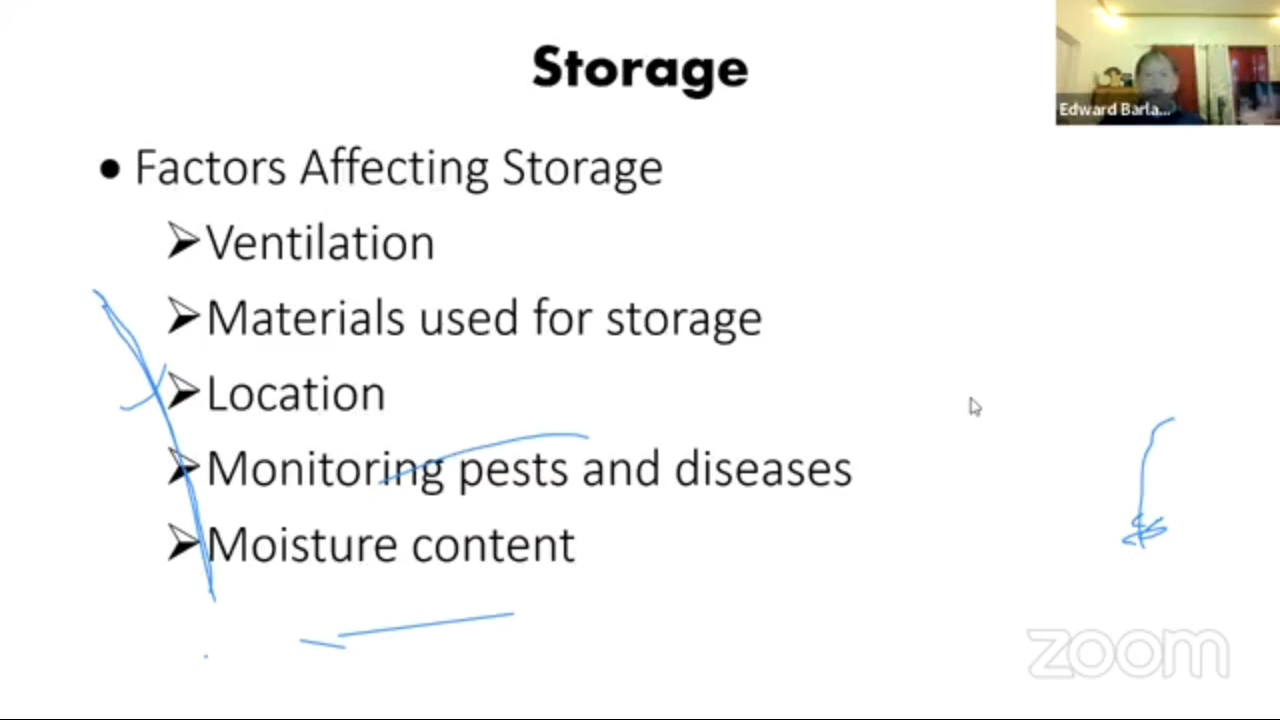 Storage
Edward Barla...
• Factors Affecting Storage
➢Ventilation
➢Materials used for storage
➢Location
➢Monitoring pests and diseases
➢Moisture content
zoom